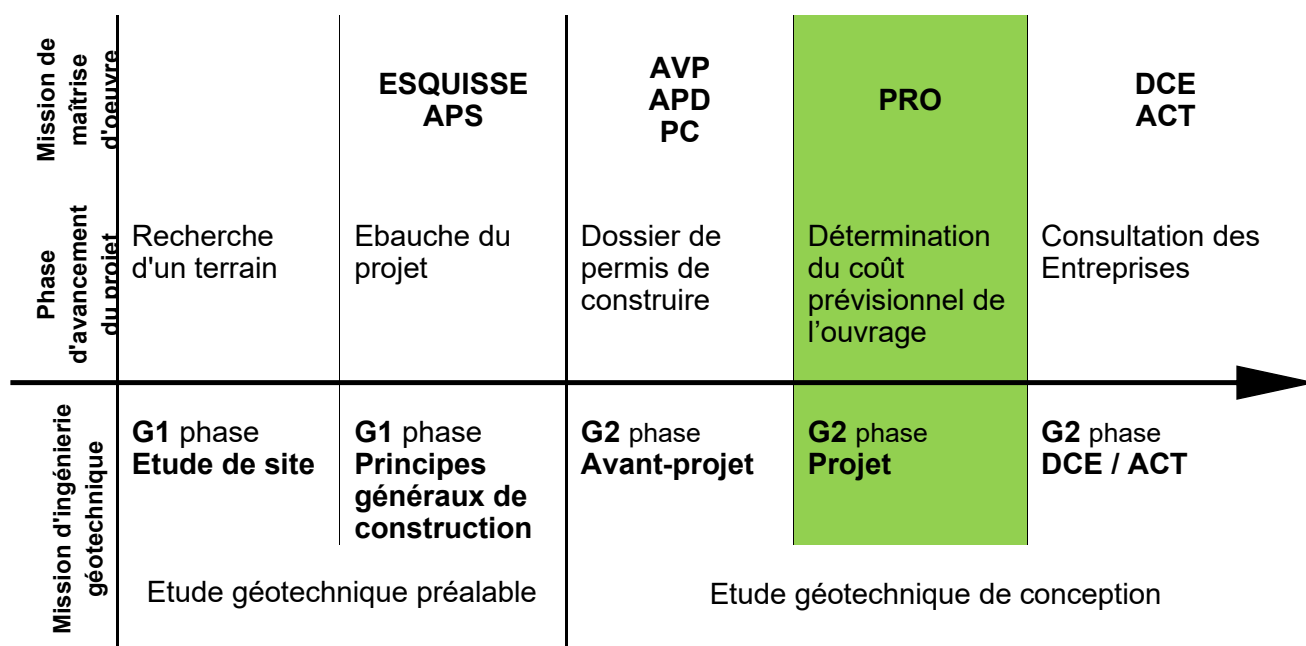 Mission de
maîtrise
d'oeuvre
ESQUISSE
APS
AVP
APD
PC
PRO
DCE
ACT
Phase
d'avancement
du projet
Recherche
d'un terrain
Ebauche du
projet
Dossier de
permis de
construire
Détermination
du coût
prévisionnel de
l’ouvrage
Consultation des
Entreprises
Mission d'ingénierie
géotechnique
G1 phase
Etude de site
G1 phase
Principes
généraux de
construction
G2 phase
Avant-projet
G2 phase
Projet
G2 phase
DCE / ACT
Etude géotechnique préalable
Etude géotechnique de conception